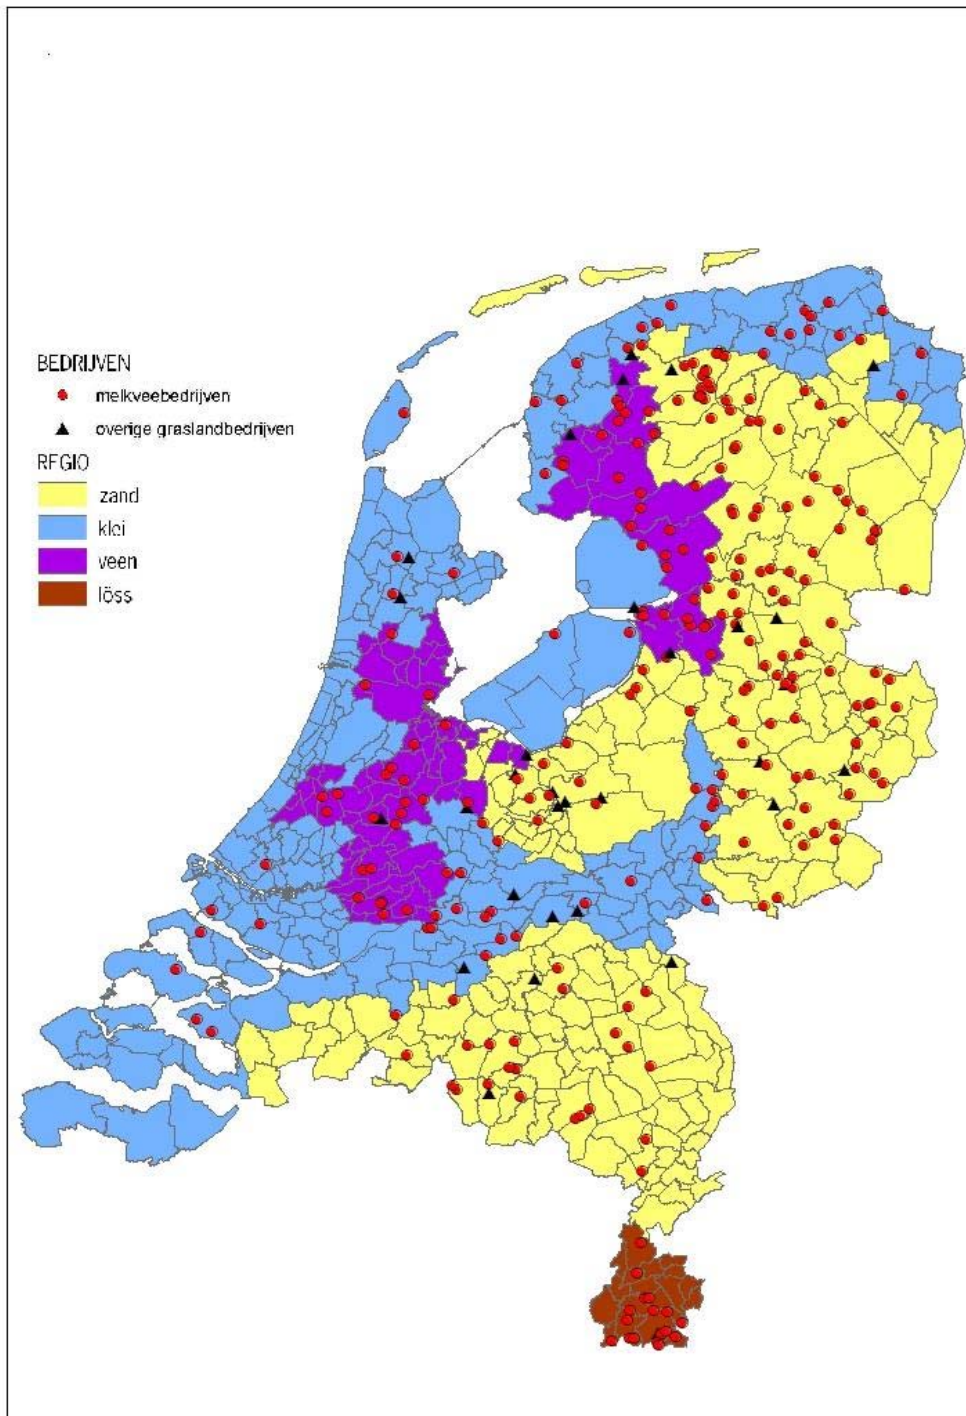 BEDRIJVEN
melkveebedrijven
overige graslandbedrijven
REGIO
zand
klei
veen
löss